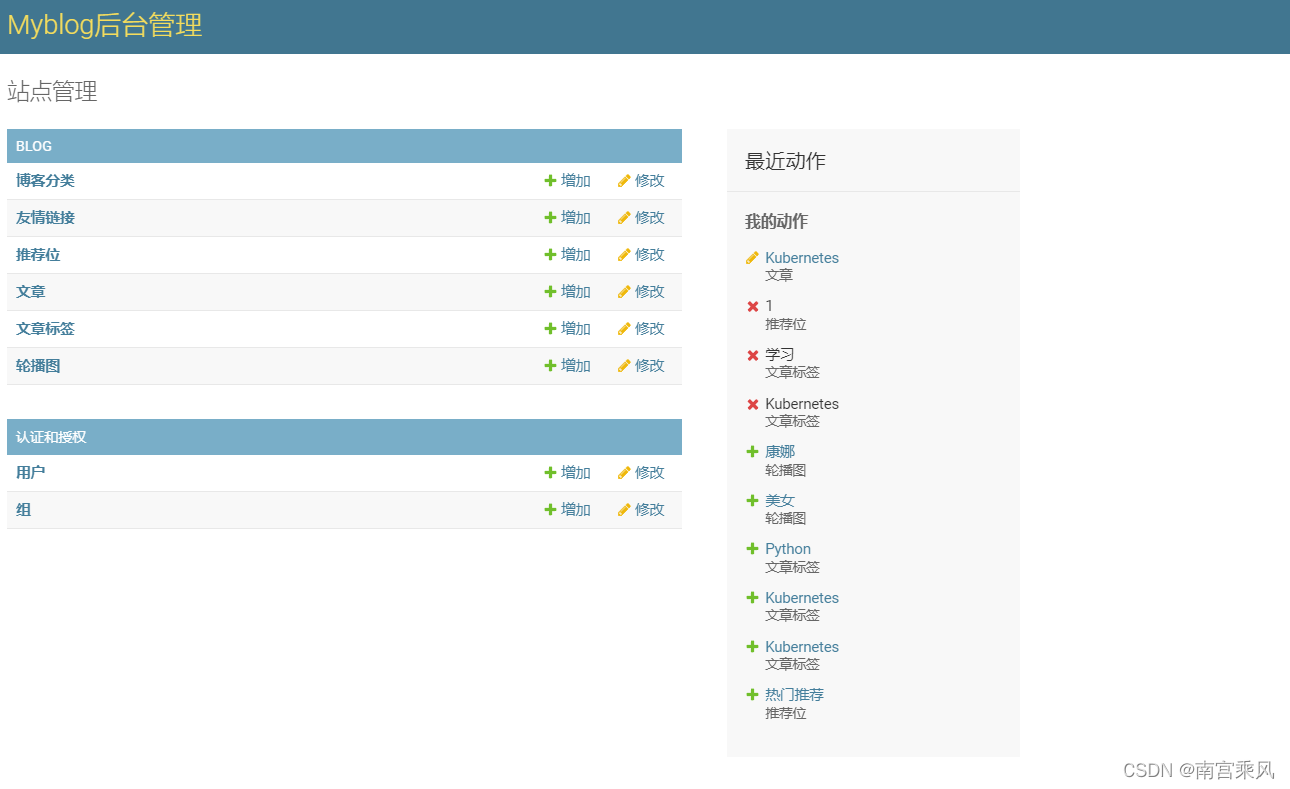 Myblog后台管理
站点管理
BLOG
博客分类 增加 修改
友情链接 增加 修改
推荐位 增加 修改
文章 增加 修改
文章标签 增加 修改
轮播图 增加 修改
认证和授权
用户 增加 修改
组 增加 修改
最近动作
我的动作
Kubernetes
文章
1
推荐位
学习
文章标签
Kubernetes
文章标签
康娜
轮播图
美女
轮播图
Python
文章标签
Kubernetes
文章标签
Kubernetes
文章标签
热门推荐
推荐位
CSDN @南宫乘风